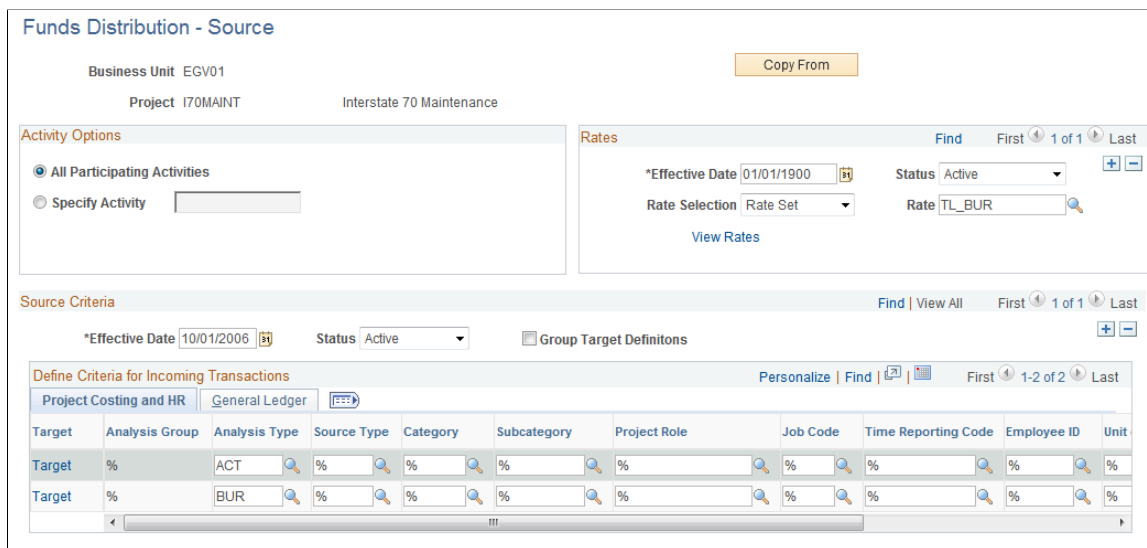 Funds Distribution - Source
Business Unit EGV01 Copy From
Project I70MAINT Interstate 70 Maintenance
Activity Options
All Participating Activities
Specify Activity
Rates Find First 1 of 1 Last
*Effective Date 01/01/1900 Status Active
Rate Selection Rate Set Rate TL_BUR
View Rates
Source Criteria Find | View All First 1 of 1 Last
*Effective Date 10/01/2006 Status Active Group Target Definitons
Define Criteria for Incoming Transactions Personalize | Find | First 1-2 of 2 Last
Project Costing and HR General Ledger
Target Analysis Group Analysis Type Source Type Category Subcategory Project Role Job Code Time Reporting Code Employee ID Unit
Target % ACT % % % % % % % %
Target % BUR % % % % % % % %